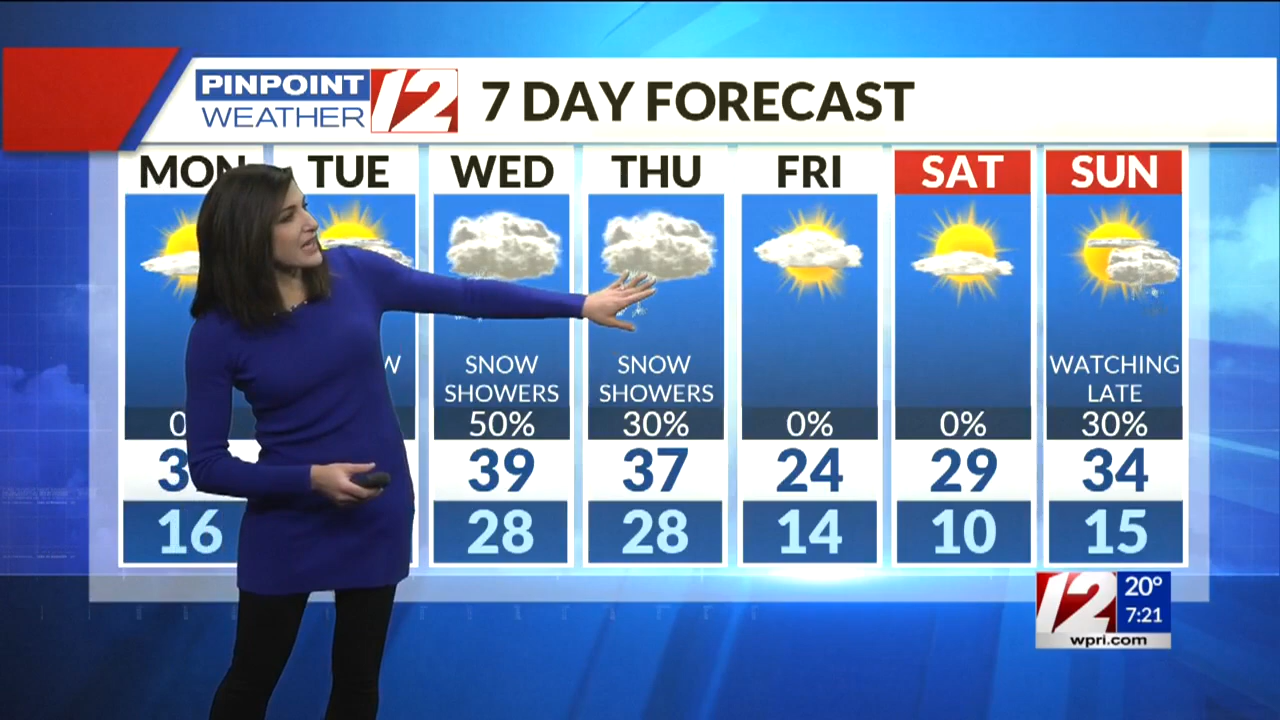 PINPOINT
WEATHER 12
7 DAY FORECAST
MON TUE WED THU FRI SAT SUN
SNOW SNOW WATCHING
SHOWERS SHOWERS LATE
50% 30% 0% 0% 30%
39 37 24 29 34
16 28 28 14 10 15
12 20°
7:21
wpri.com